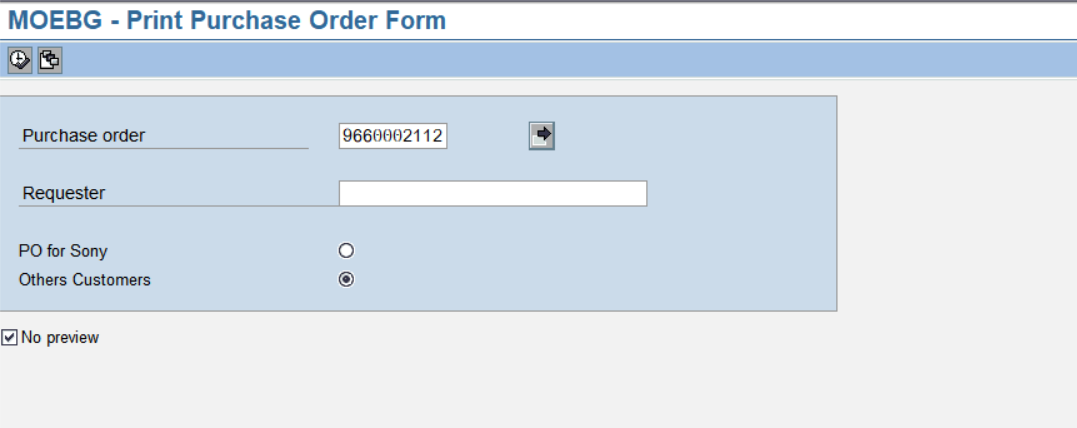 MOEBG - Print Purchase Order Form
Purchase order 9660002112
Requester
PO for Sony
Others Customers
No preview